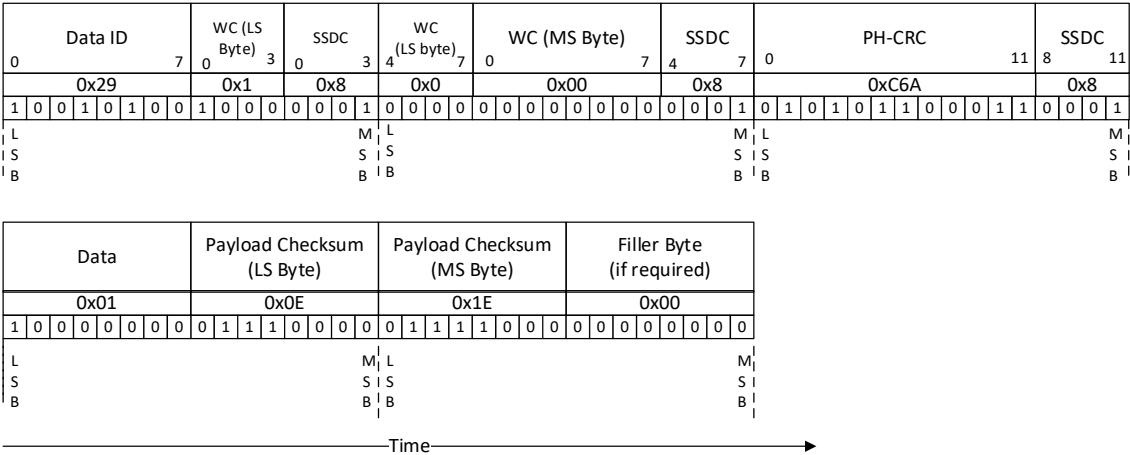 Data ID WC (LS Byte) SSDC WC (LS byte) WC (MS Byte) SSDC PH-CRC SSDC
0 7 0 3 0 3 4 7 0 7 4 7 0 11 8 11
0x29 0x1 0x8 0x0 0x00 0x8 0xC6A 0x8
1 0 0 1 0 1 0 0 1 0 0 0 0 0 0 1 0 0 0 0 0 0 0 0 0 0 0 0 0 0 0 1 0 1 0 1 0 1 1 0 0 0 1 1 0 0 0 1
L M L M L M
S S S S S S
B B B B B B
Data Payload Checksum Payload Checksum Filler Byte
(LS Byte) (MS Byte) (if required)
0x01 0x0E 0x1E 0x00
1 0 0 0 0 0 0 0 0 1 1 1 0 0 0 0 0 1 1 1 1 0 0 0 0 0 0 0 0 0 0 0
L M L M
S S S S
B B B B
Time